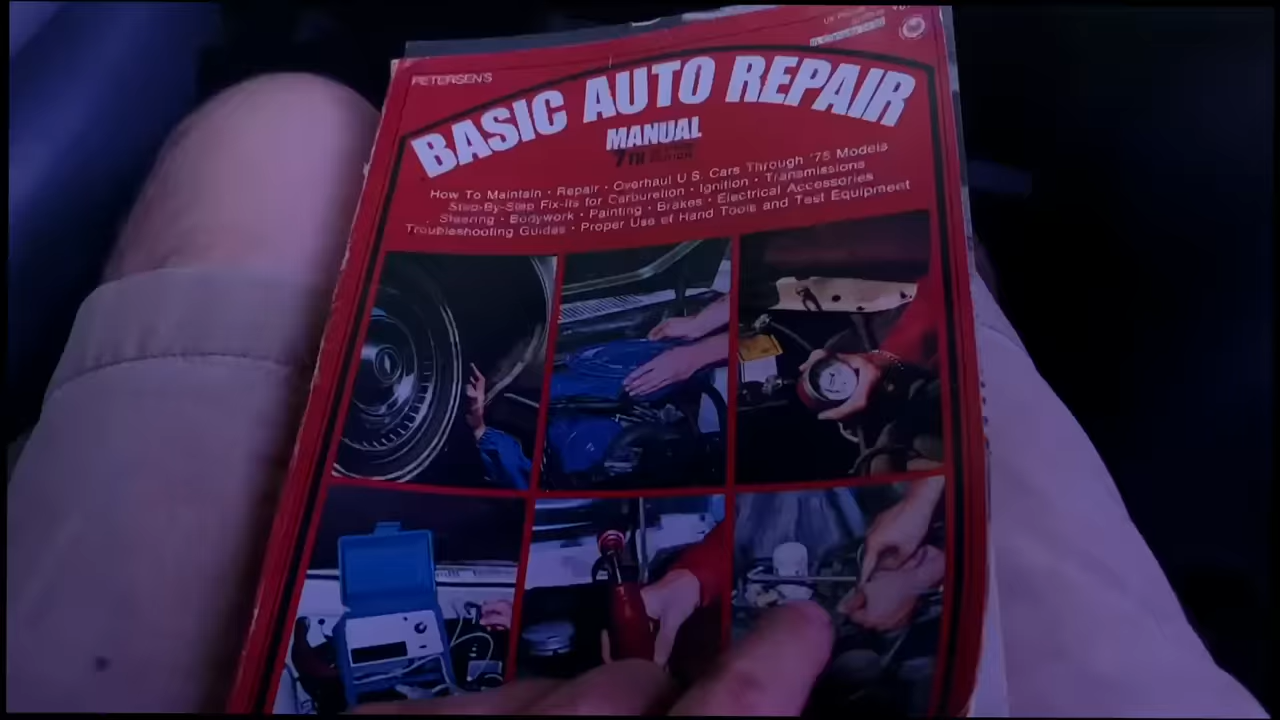 PETERSEN'S
BASIC AUTO REPAIR
MANUAL
7TH
How To Maintain · Repair · Overhaul U.S. Cars Through '75 Models
Step-By-Step Fix-its for Carburetion · Ignition · Transmissions
Steering · Bodywork · Painting · Brakes · Electrical Accessories
Troubleshooting Guides · Proper Use of Hand Tools and Test Equipment